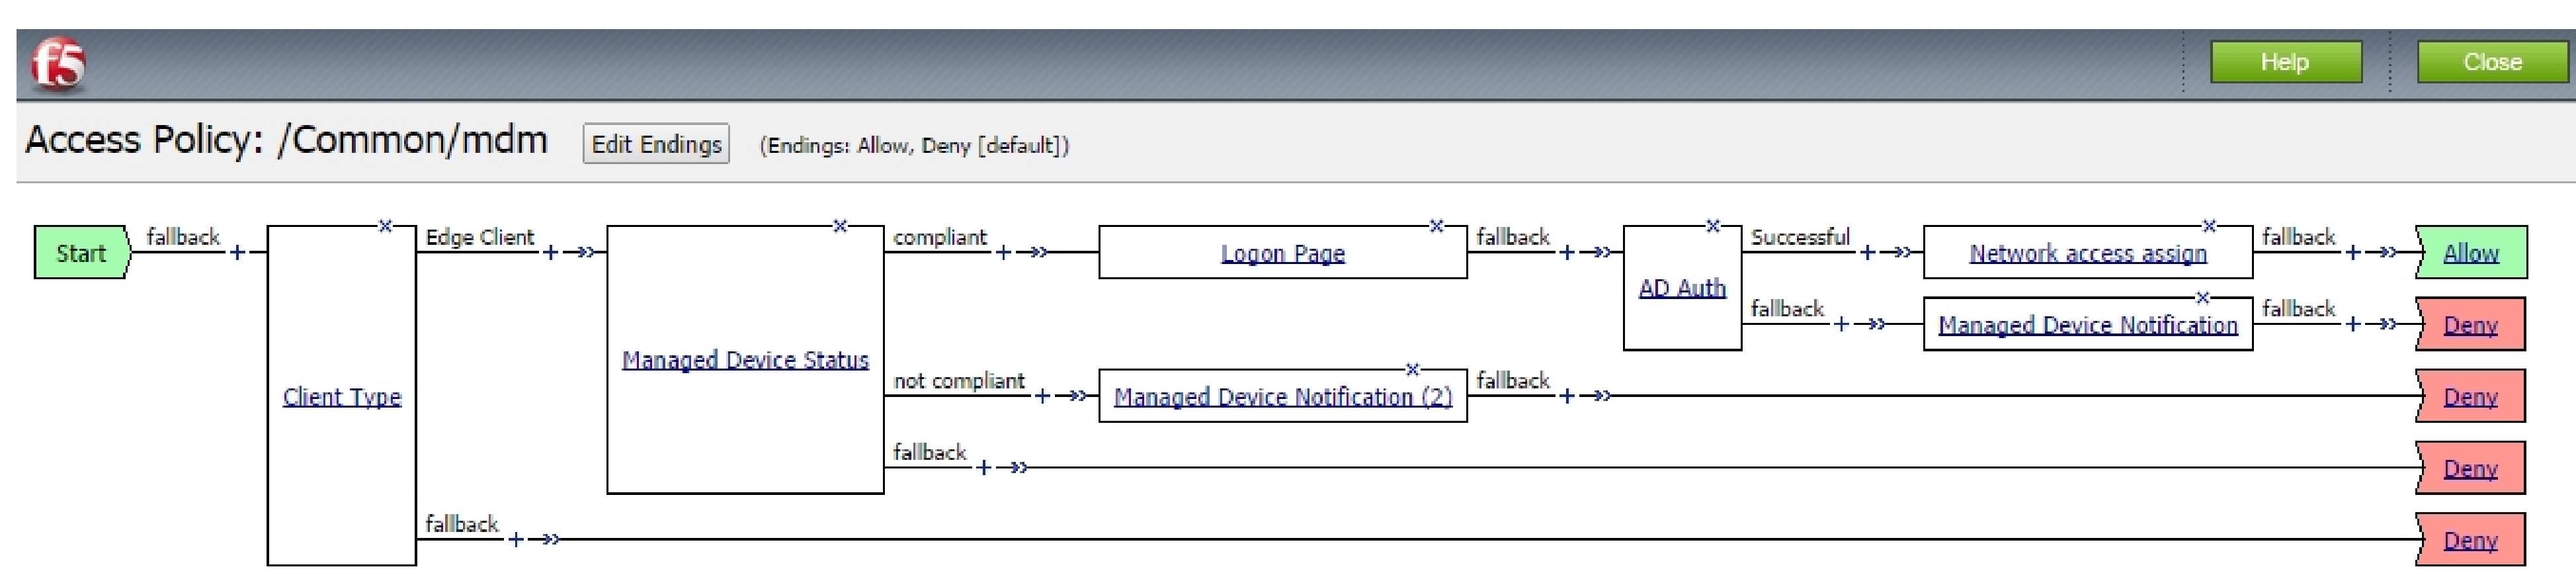 f5
Help
Close
Access Policy: /Common/mdm
Edit Endings
(Endings: Allow, Deny [default])
Start
fallback
Client Type
Edge Client
Managed Device Status
compliant
Logon Page
fallback
AD Auth
Successful
Network access assign
fallback
Allow
fallback
Managed Device Notification
fallback
Deny
not compliant
Managed Device Notification (2)
fallback
Deny
fallback
Deny
fallback
Deny